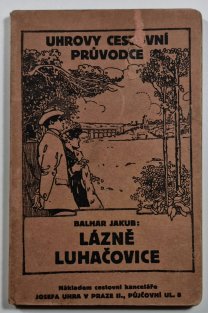 UHROVY CESTOVNÍ
PRŮVODCE
BALHAR JAKUB:
LÁZNĚ
LUHAČOVICE
Nákladem cestovní kanceláře
JOSEFA UHRA V PRAZE II., PŮJČOVNÍ UL. 8